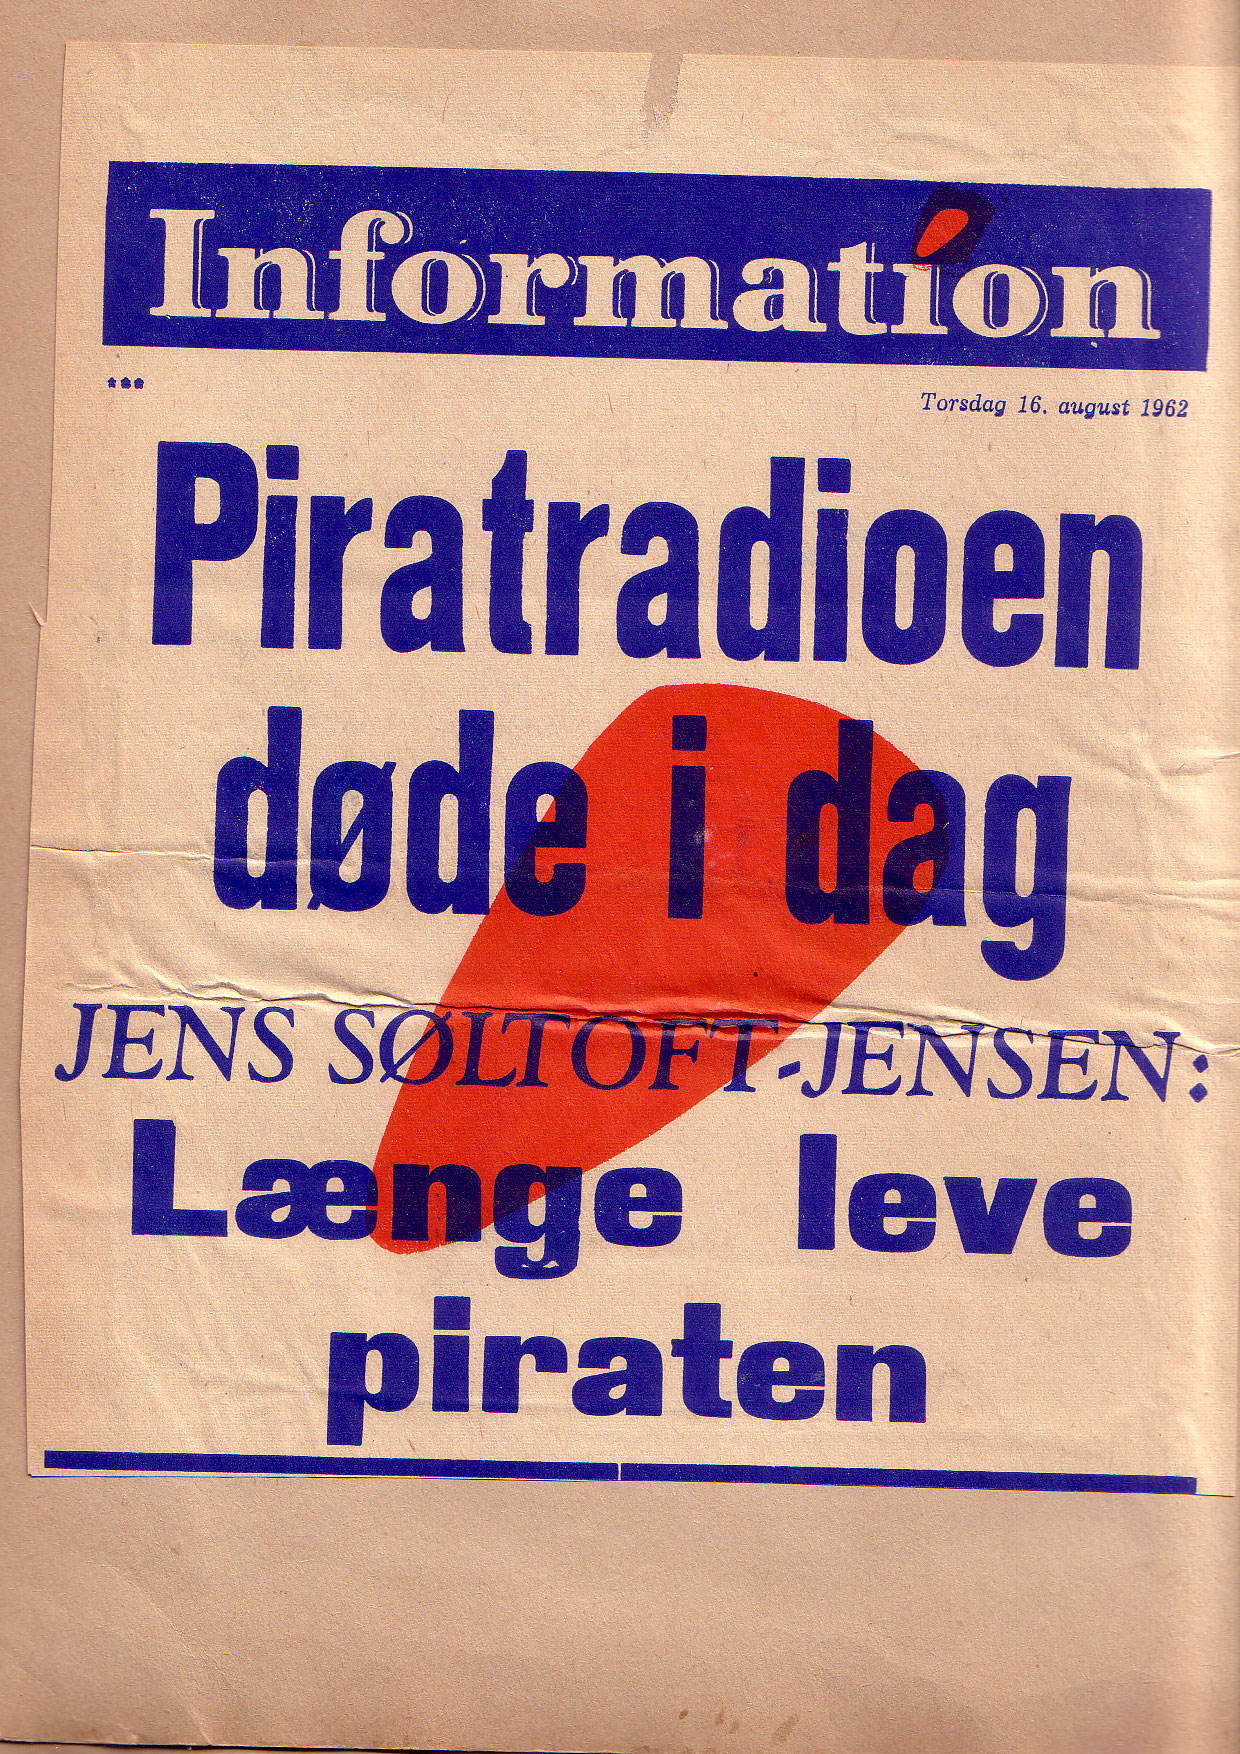 Information
Torsdag 16. august 1962
Piratradioen
døde i dag
JENS SØLTOFT-JENSEN:
Længe leve
piraten